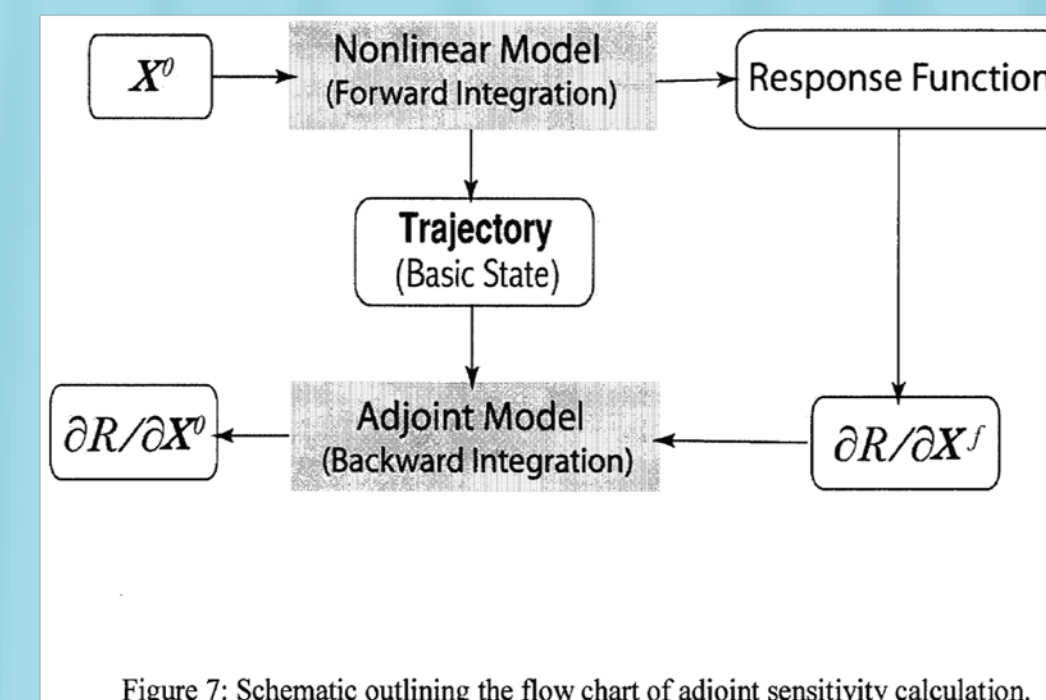 X⁰
Nonlinear Model
(Forward Integration)
Response Function
Trajectory
(Basic State)
∂R/∂X⁰
Adjoint Model
(Backward Integration)
∂R/∂Xᶠ
Figure 7: Schematic outlining the flow chart of adjoint sensitivity calculation.